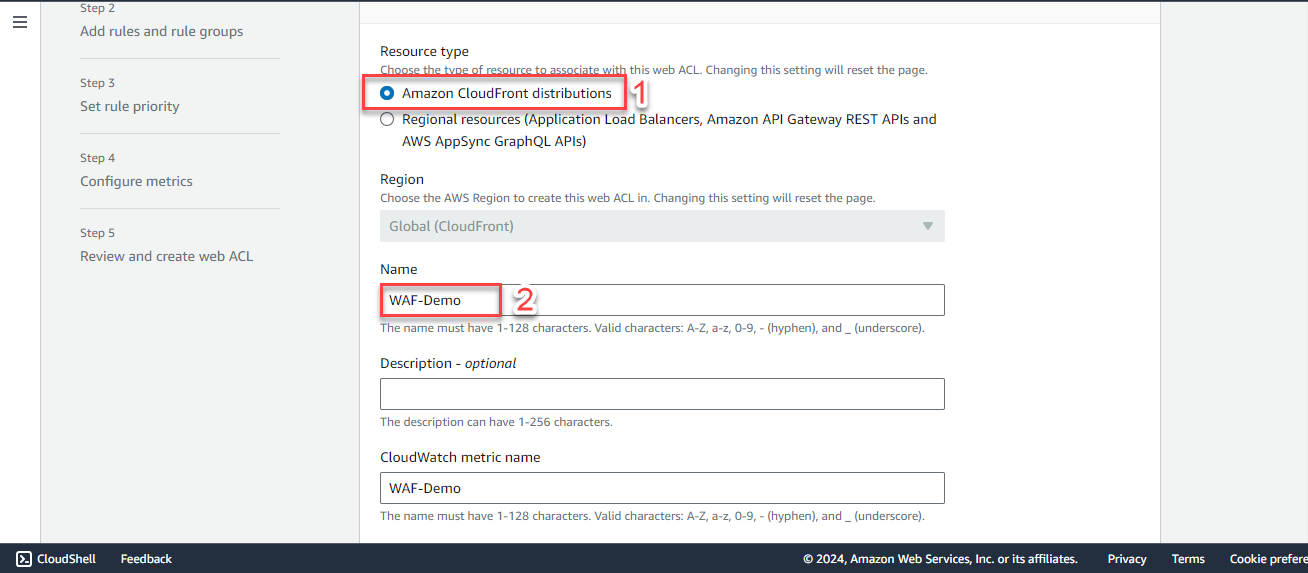 Step 2
Add rules and rule groups
Step 3
Set rule priority
Step 4
Configure metrics
Step 5
Review and create web ACL
Resource type
Choose the type of resource to associate with this web ACL. Changing this setting will reset the page.
Amazon CloudFront distributions 1
Regional resources (Application Load Balancers, Amazon API Gateway REST APIs and
AWS AppSync GraphQL APIs)
Region
Choose the AWS Region to create this web ACL in. Changing this setting will reset the page.
Global (CloudFront)
Name
WAF-Demo 2
The name must have 1-128 characters. Valid characters: A-Z, a-z, 0-9, - (hyphen), and _ (underscore).
Description - optional
The description can have 1-256 characters.
CloudWatch metric name
WAF-Demo
The name must have 1-128 characters. Valid characters: A-Z, a-z, 0-9, - (hyphen), and _ (underscore).
CloudShell Feedback © 2024, Amazon Web Services, Inc. or its affiliates. Privacy Terms Cookie prefere